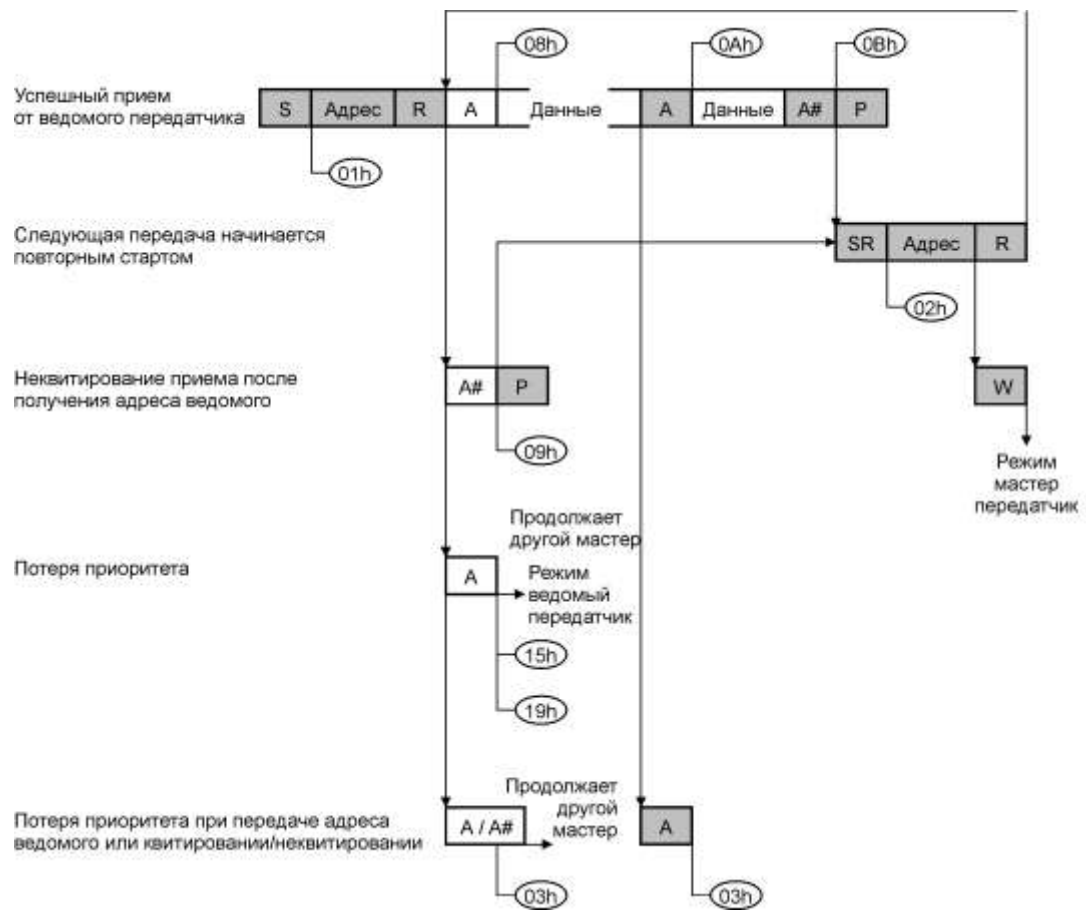 08h
0Ah
0Bh
Успешный прием
от ведомого передатчика
S Адрес R A Данные A Данные A# P
01h
Следующая передача начинается
повторным стартом
SR Адрес R
02h
Неквитирование приема после
получения адреса ведомого
A# P
W
09h
Режим
мастер
передатчик
Продолжает
другой мастер
Потеря приоритета
A
Режим
ведомый
передатчик
15h
19h
Продолжает
другой
мастер
Потеря приоритета при передаче адреса
ведомого или квитировании/неквитировании
A / A#
A
03h
03h